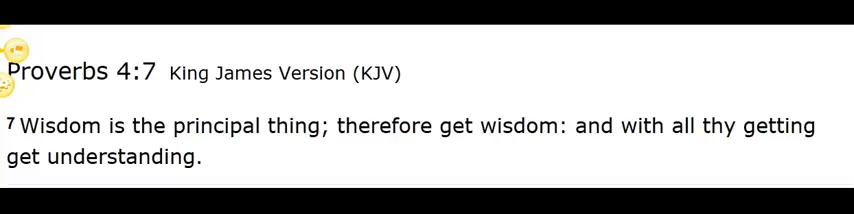 Proverbs 4:7 King James Version (KJV)
7 Wisdom is the principal thing; therefore get wisdom: and with all thy getting
get understanding.